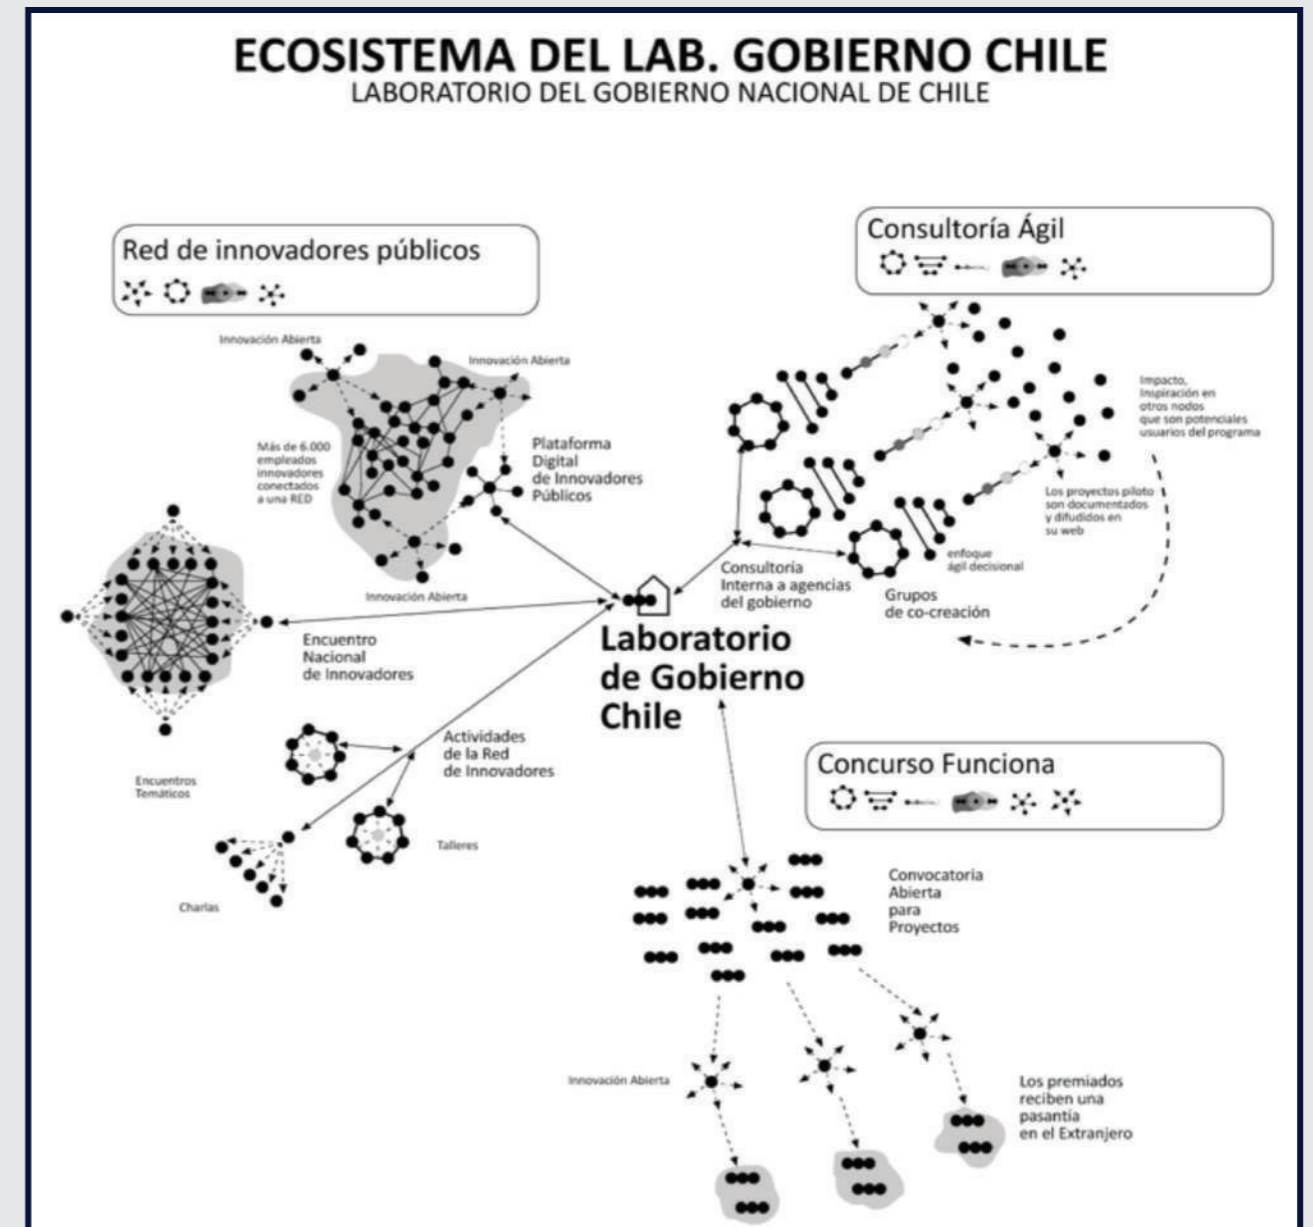 ECOSISTEMA DEL LAB. GOBIERNO CHILE
LABORATORIO DEL GOBIERNO NACIONAL DE CHILE
Red de innovadores públicos
Consultoría Ágil
Innovación Abierta
Innovación Abierta
Más de 6.000
empleados
innovadores
conectados
a una RED
Plataforma
Digital
de Innovadores
Públicos
Innovación Abierta
Impacto,
Inspiración en
otros nodos
que son potenciales
usuarios del programa
Los proyectos piloto
son documentados
y difudidos en
su web
enfoque
ágil decisional
Consultoría
Interna a agencias
del gobierno
Grupos
de co-creación
Laboratorio
de Gobierno
Chile
Encuentro
Nacional
de Innovadores
Encuentros
Temáticos
Actividades
de la Red
de Innovadores
Talleres
Charlas
Concurso Funciona
Convocatoria
Abierta
para
Proyectos
Innovación Abierta
Los premiados
reciben una
pasantía
en el Extranjero